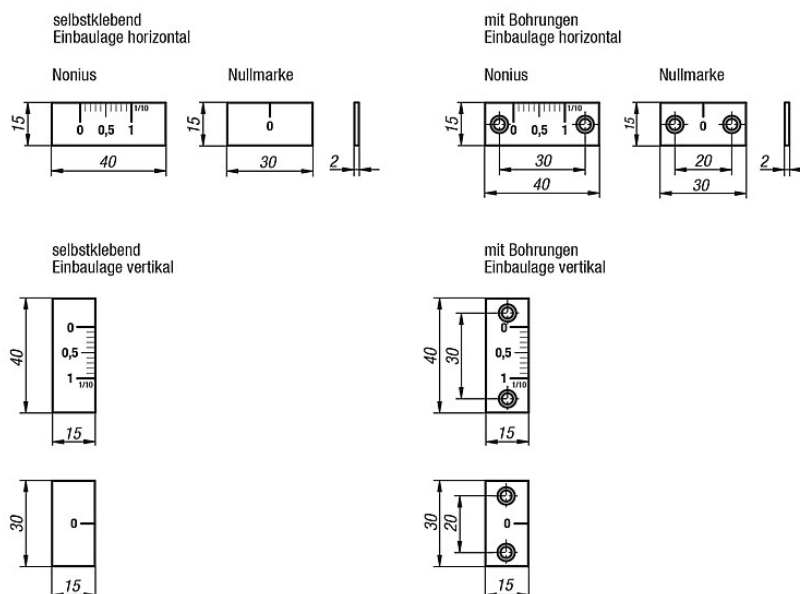 selbstklebend
Einbaulage horizontal
Nonius
Nullmarke
15
0 0,5 1 1/10
40
15
0
30
2
mit Bohrungen
Einbaulage horizontal
Nonius
Nullmarke
15
0 0,5 1 1/10
30
40
15
0
20
30
2
selbstklebend
Einbaulage vertikal
40
0
0,5
1
1/10
15
30
0
15
mit Bohrungen
Einbaulage vertikal
40
30
0
0,5
1
1/10
15
30
20
0
15